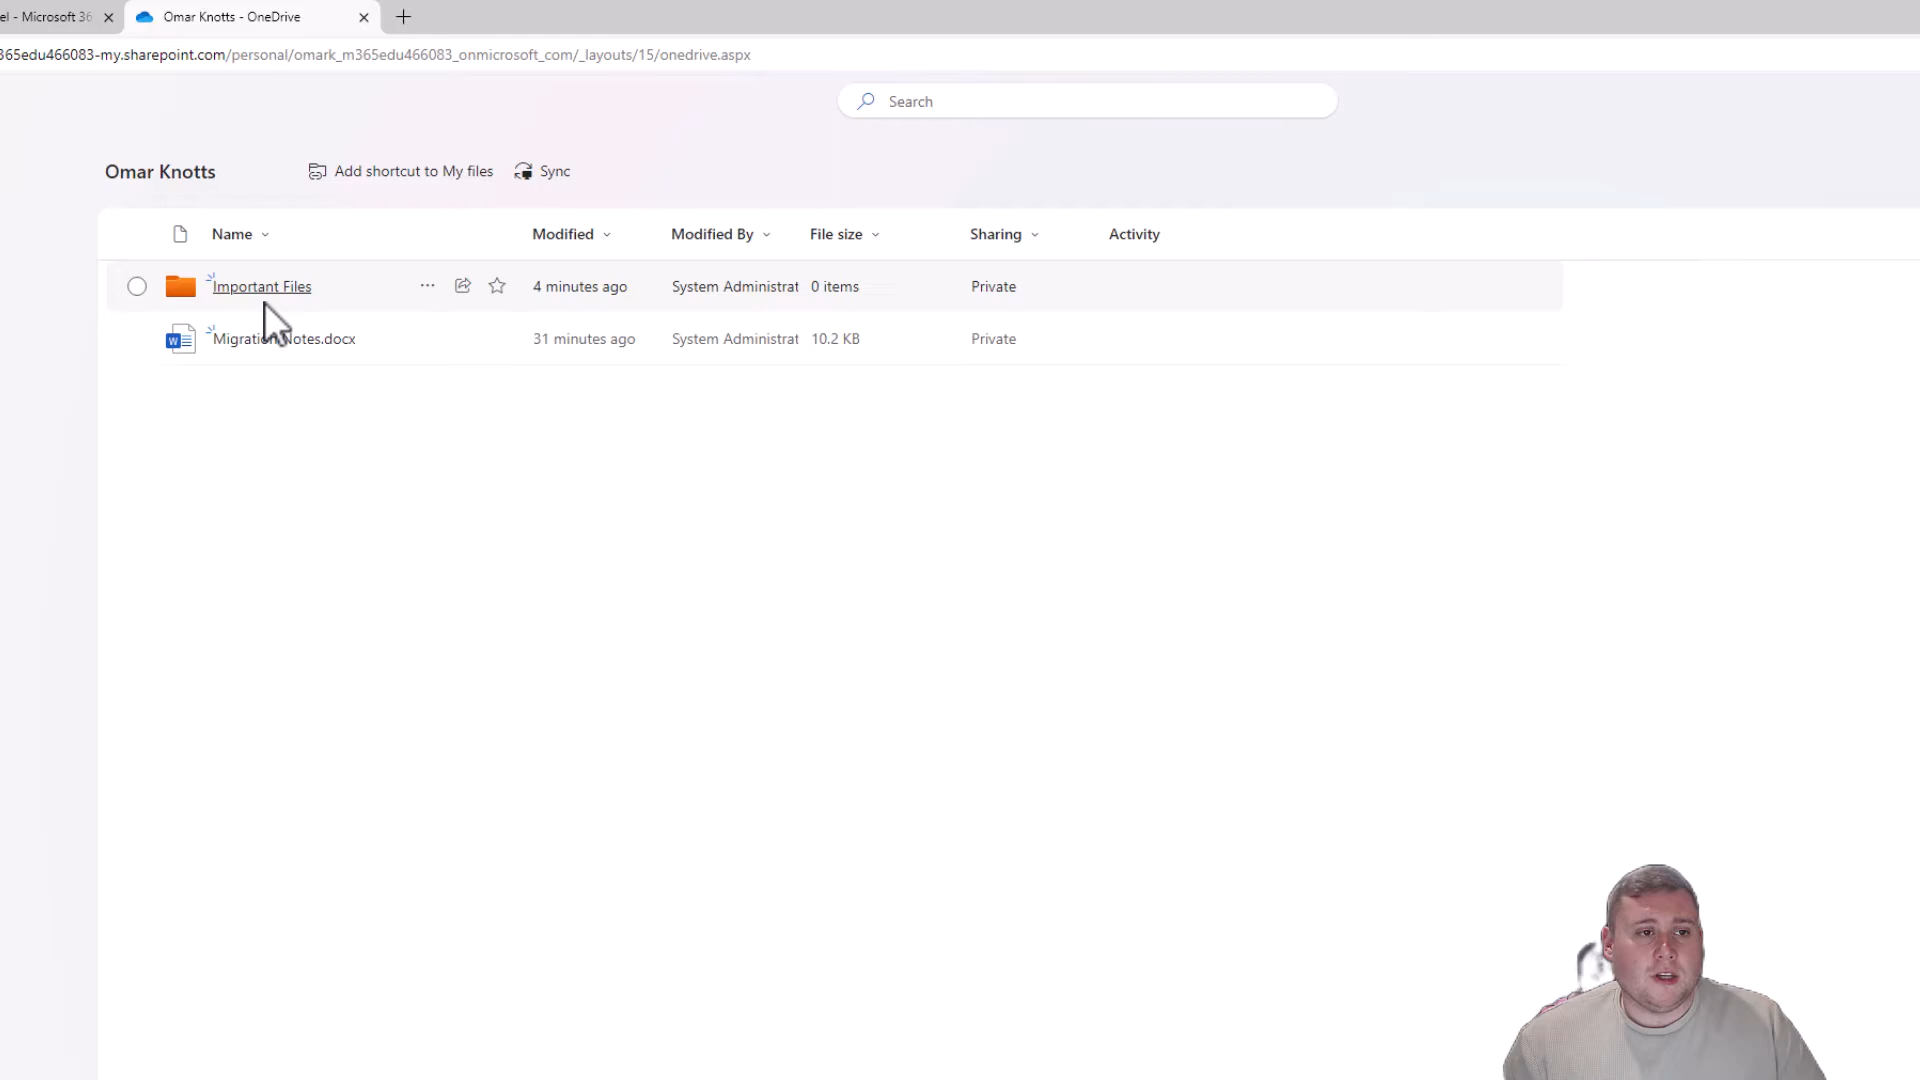 el - Microsoft 36
Omar Knotts - OneDrive
365edu466083-my.sharepoint.com/personal/omark_m365edu466083_onmicrosoft_com/_layouts/15/onedrive.aspx
Search
Omar Knotts
Add shortcut to My files
Sync
Name
Modified
Modified By
File size
Sharing
Activity
Important Files
4 minutes ago
System Administrat
0 items
Private
Migration Notes.docx
31 minutes ago
System Administrat
10.2 KB
Private